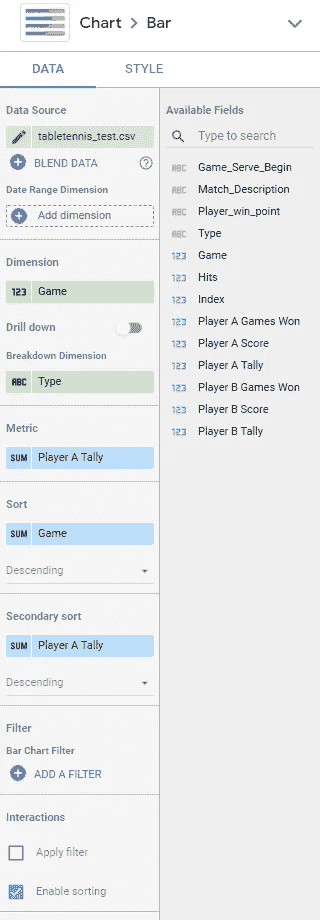 Chart > Bar
DATA
STYLE
Data Source
tabletennis_test.csv
BLEND DATA
Date Range Dimension
Add dimension
Dimension
123 Game
Drill down
Breakdown Dimension
ABC Type
Metric
SUM Player A Tally
Sort
SUM Game
Descending
Secondary sort
SUM Player A Tally
Descending
Filter
Bar Chart Filter
ADD A FILTER
Interactions
Apply filter
Enable sorting
Available Fields
Type to search
ABC Game_Serve_Begin
ABC Match_Description
ABC Player_win_point
ABC Type
123 Game
123 Hits
123 Index
123 Player A Games Won
123 Player A Score
123 Player A Tally
123 Player B Games Won
123 Player B Score
123 Player B Tally